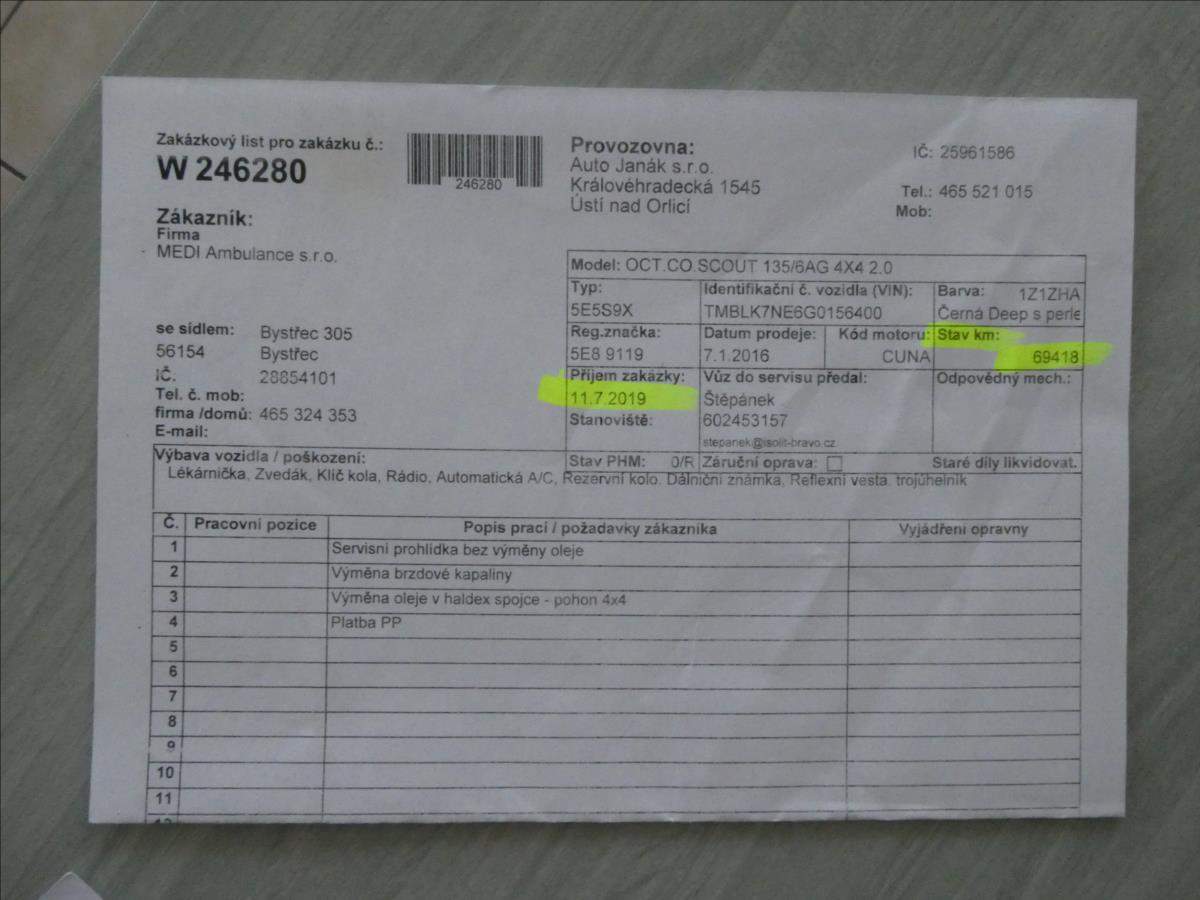 Zakázkový list pro zakázku č.:
W 246280
246280
Provozovna:
Auto Janák s.r.o.
Královéhradecká 1545
Ústí nad Orlicí
IČ: 25961586
Tel.: 465 521 015
Mob:
Zákazník:
Firma
MEDI Ambulance s.r.o.
se sídlem: Bystřec 305
56154 Bystřec
IČ. 28854101
Tel. č. mob:
firma /domů: 465 324 353
E-mail:
Model: OCT.CO.SCOUT 135/6AG 4X4 2.0
Typ: Identifikační č. vozidla (VIN): Barva: 1Z1ZHA
5E5S9X TMBLK7NE6G0156400 Černá Deep s perle
Reg.značka: Datum prodeje: Kód motoru: Stav km:
5E8 9119 7.1.2016 CUNA 69418
Příjem zakázky: Vůz do servisu předal: Odpovědný mech.:
11.7.2019 Štěpánek
Stanoviště: 602453157
stepanek@isolit-bravo.cz
Výbava vozidla / poškození: Stav PHM: 0/R Záruční oprava: Staré díly likvidovat.
Lékárnička, Zvedák, Klíč kola, Rádio, Automatická A/C, Rezervní kolo, Dálniční známka, Reflexní vesta, trojúhelník
Č. Pracovní pozice Popis prací / požadavky zákazníka Vyjádření opravny
1 Servisní prohlídka bez výměny oleje
2 Výměna brzdové kapaliny
3 Výměna oleje v haldex spojce - pohon 4x4
4 Platba PP
5
6
7
8
9
10
11